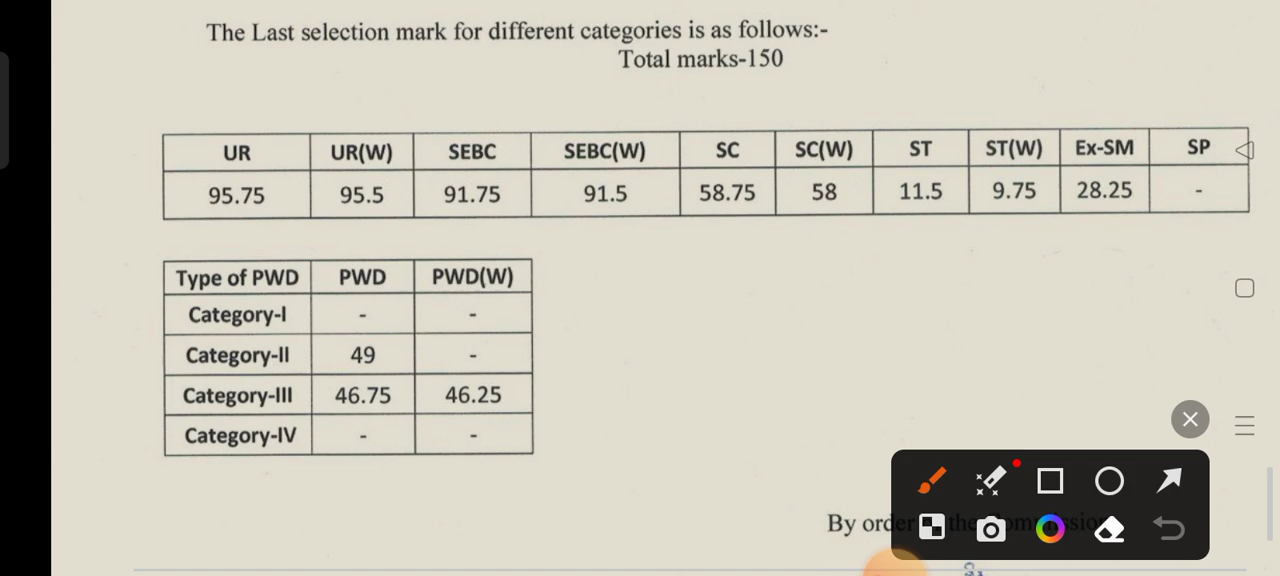 The Last selection mark for different categories is as follows:-
Total marks-150
UR UR(W) SEBC SEBC(W) SC SC(W) ST ST(W) Ex-SM SP
95.75 95.5 91.75 91.5 58.75 58 11.5 9.75 28.25 -
Type of PWD PWD PWD(W)
Category-I - -
Category-II 49 -
Category-III 46.75 46.25
Category-IV - -
By order the